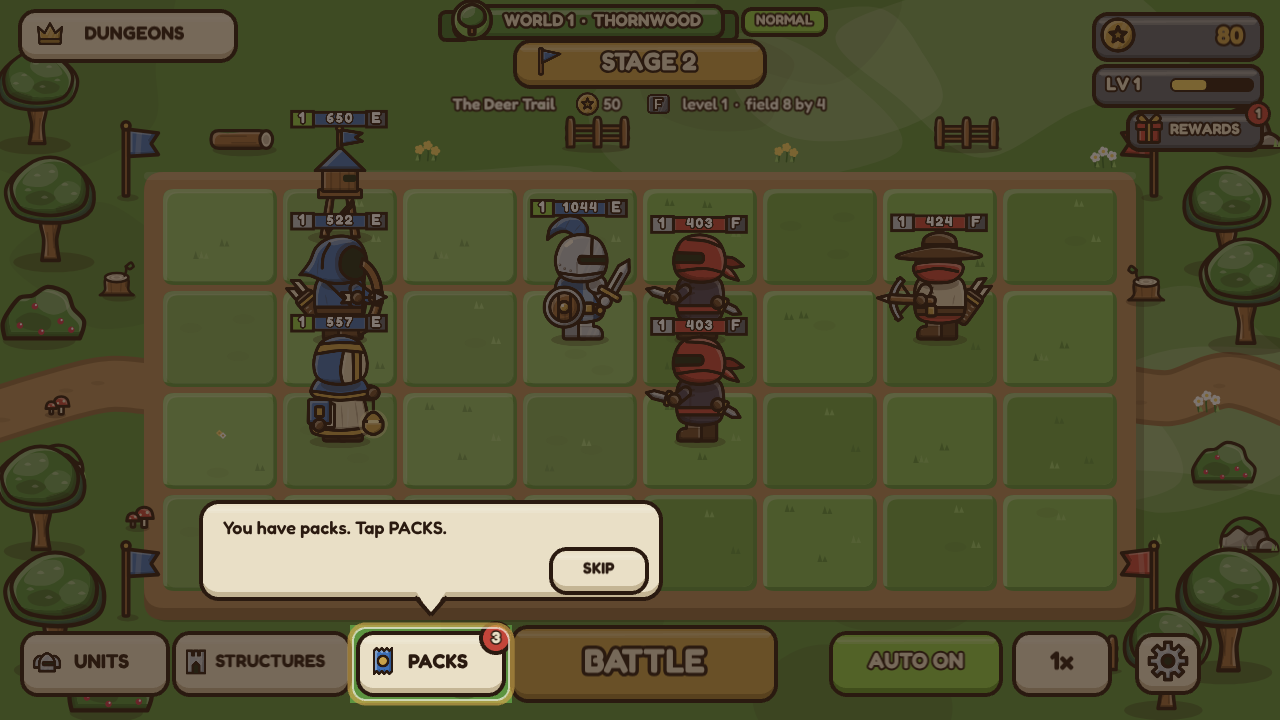 DUNGEONS
WORLD 1 • THORNWOOD
NORMAL
STAGE 2
The Deer Trail 50 F level 1 • field 8 by 4
80
LV 1
REWARDS 1
1 650 E
1 522 E
1 1044 E
1 403 F
1 424 F
1 557 E
1 403 F
You have packs. Tap PACKS.
SKIP
UNITS
STRUCTURES
PACKS 3
BATTLE
AUTO ON
1x